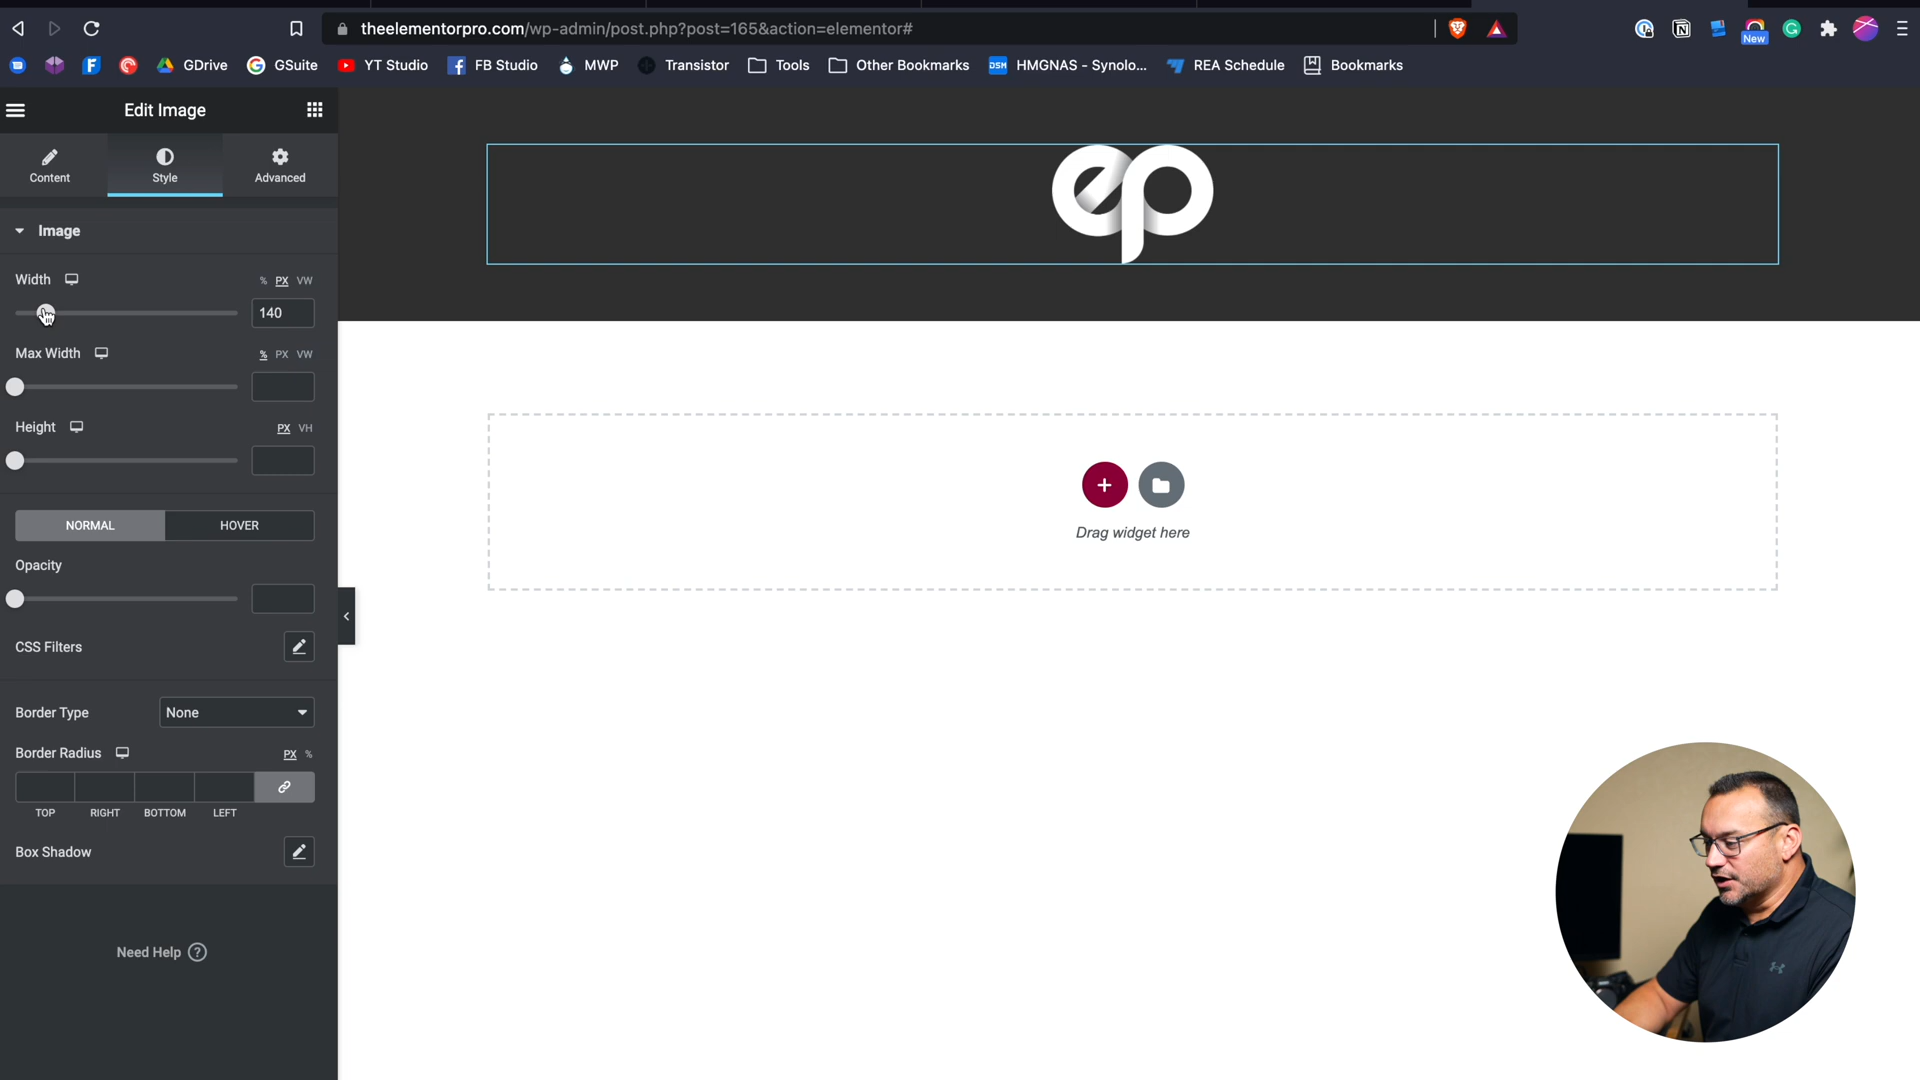 theelementorpro.com/wp-admin/post.php?post=165&action=elementor#
New
GDrive
GSuite
YT Studio
FB Studio
MWP
Transistor
Tools
Other Bookmarks
DSM
HMGNAS - Synolo...
REA Schedule
Bookmarks
Edit Image
Content
Style
Advanced
Image
Width
% PX VW
140
Max Width
% PX VW
Height
PX VH
NORMAL
HOVER
Opacity
CSS Filters
Border Type
None
Border Radius
PX %
TOP
RIGHT
BOTTOM
LEFT
Box Shadow
Need Help ?
ep
Drag widget here